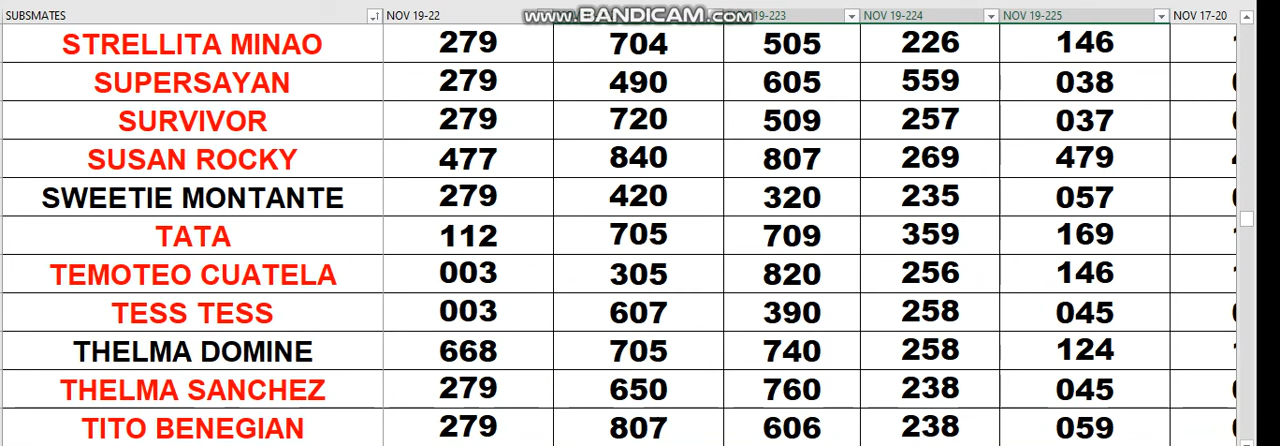 SUBSMATES NOV 19-22 www.BANDICAM.com 19-223 NOV 19-224 NOV 19-225 NOV 17-20
STRELLITA MINAO 279 704 505 226 146
SUPERSAYAN 279 490 605 559 038
SURVIVOR 279 720 509 257 037
SUSAN ROCKY 477 840 807 269 479
SWEETIE MONTANTE 279 420 320 235 057
TATA 112 705 709 359 169
TEMOTEO CUATELA 003 305 820 256 146
TESS TESS 003 607 390 258 045
THELMA DOMINE 668 705 740 258 124
THELMA SANCHEZ 279 650 760 238 045
TITO BENEGIAN 279 807 606 238 059